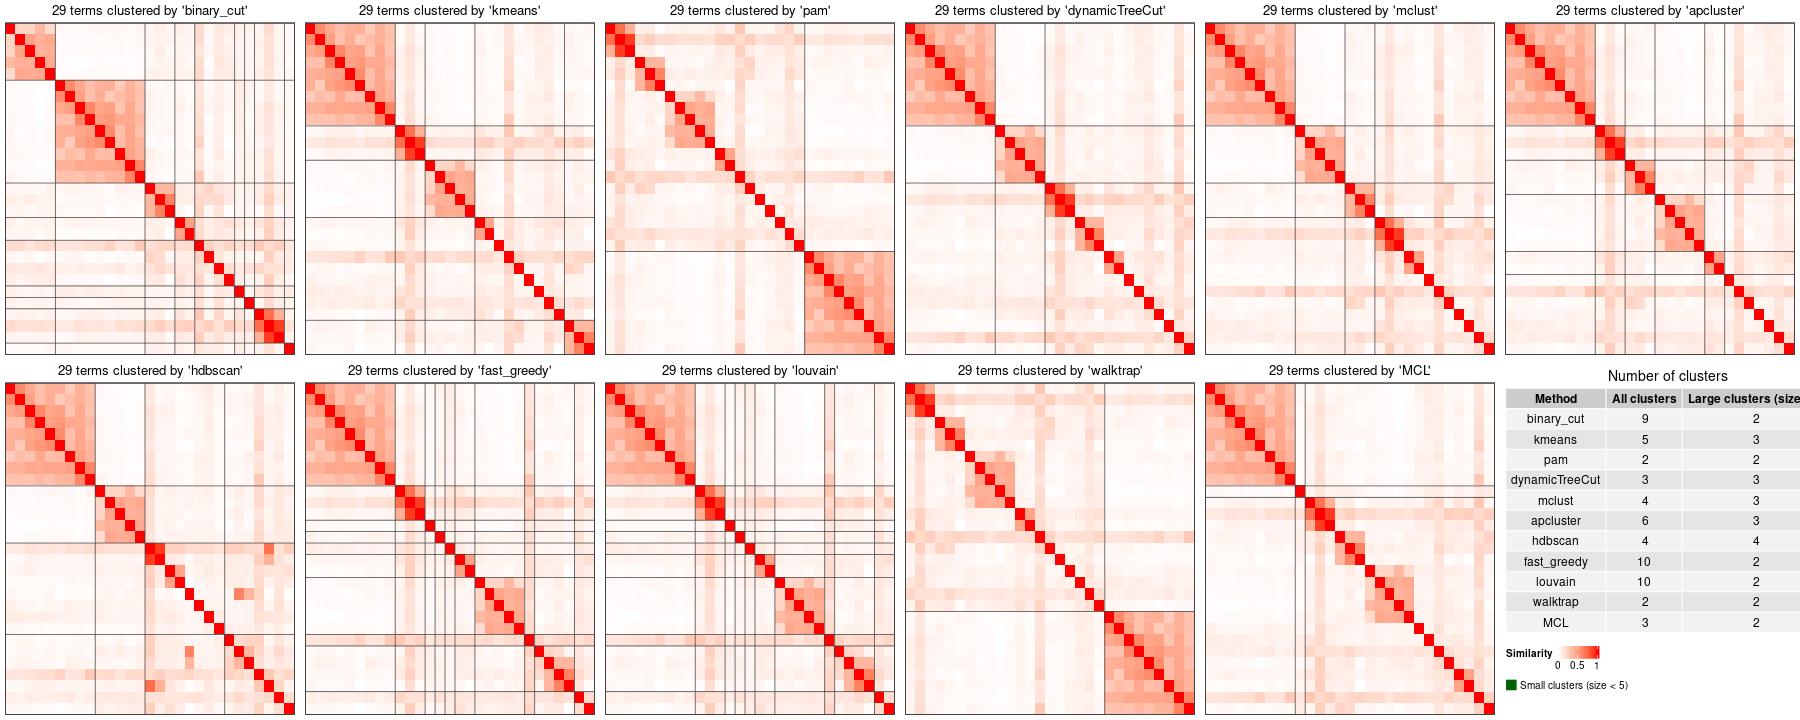 29 terms clustered by 'binary_cut'
29 terms clustered by 'kmeans'
29 terms clustered by 'pam'
29 terms clustered by 'dynamicTreeCut'
29 terms clustered by 'mclust'
29 terms clustered by 'apcluster'
29 terms clustered by 'hdbscan'
29 terms clustered by 'fast_greedy'
29 terms clustered by 'louvain'
29 terms clustered by 'walktrap'
29 terms clustered by 'MCL'
Number of clusters
Method All clusters Large clusters (size
binary_cut 9 2
kmeans 5 3
pam 2 2
dynamicTreeCut 3 3
mclust 4 3
apcluster 6 3
hdbscan 4 4
fast_greedy 10 2
louvain 10 2
walktrap 2 2
MCL 3 2
Similarity
0 0.5 1
Small clusters (size < 5)